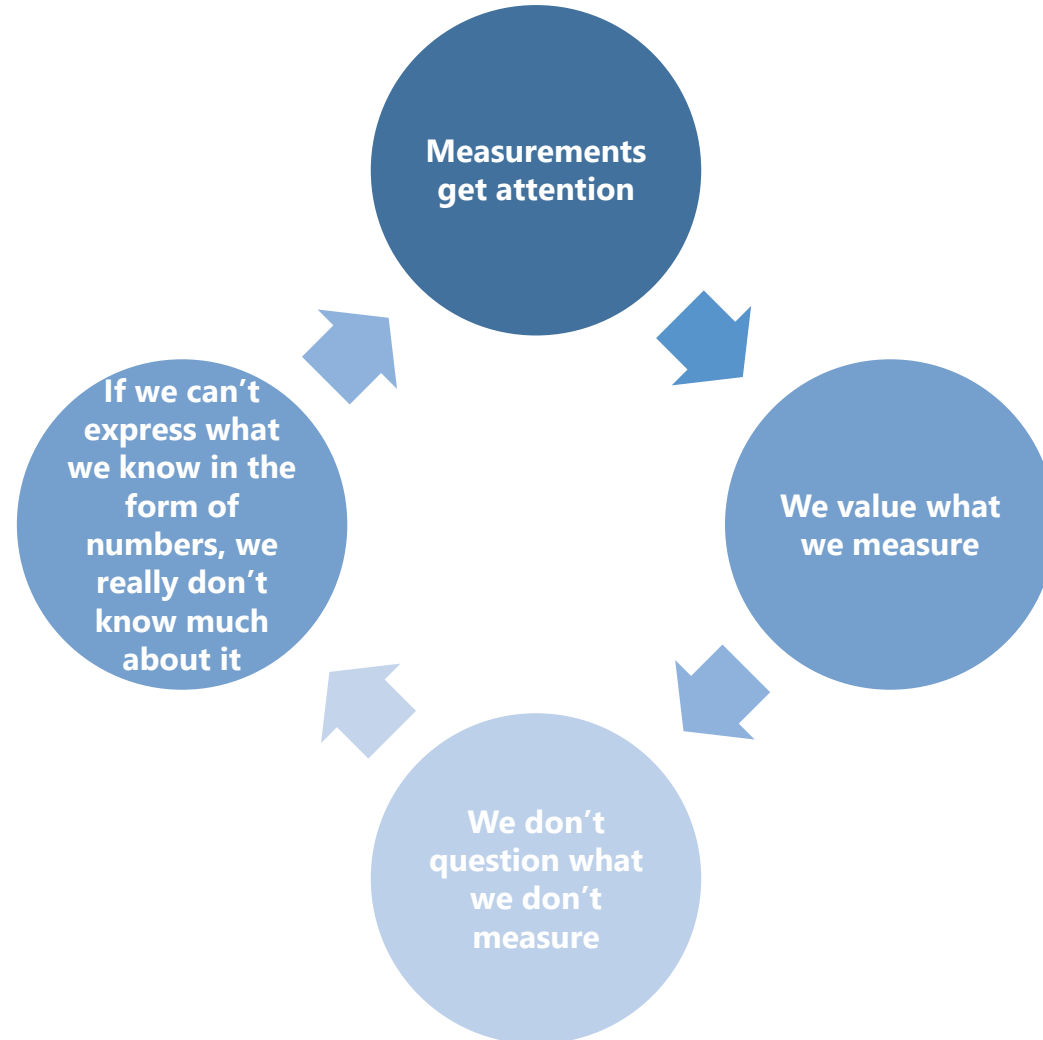 Measurements
get attention
We value what
we measure
We don’t
question what
we don’t
measure
If we can’t
express what
we know in the
form of
numbers, we
really don’t
know much
about it